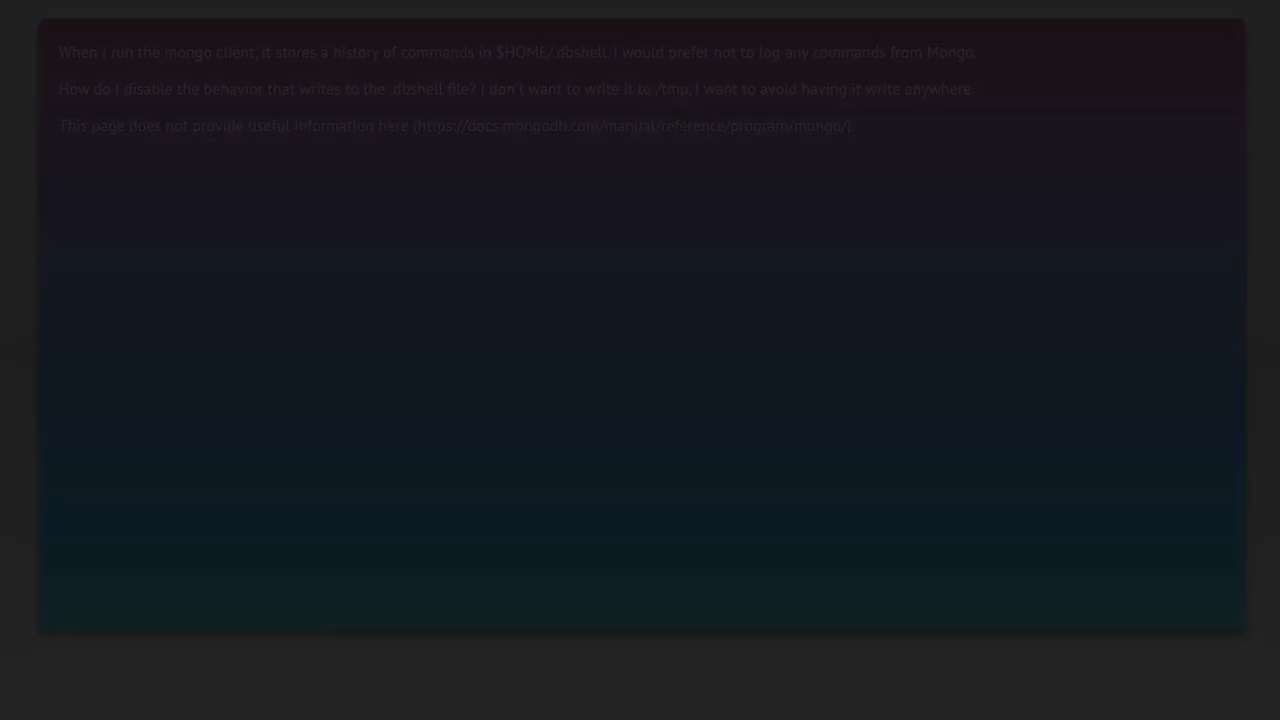 When I run the mongo client, it stores a history of commands in $HOME/.dbshell. I would prefer not to log any commands from Mongo.
How do I disable the behavior that writes to the .dbshell file? I don't want to write it to /tmp, I want to avoid having it write anywhere.
This page does not provide useful information here (https://docs.mongodb.com/manual/reference/program/mongo/).